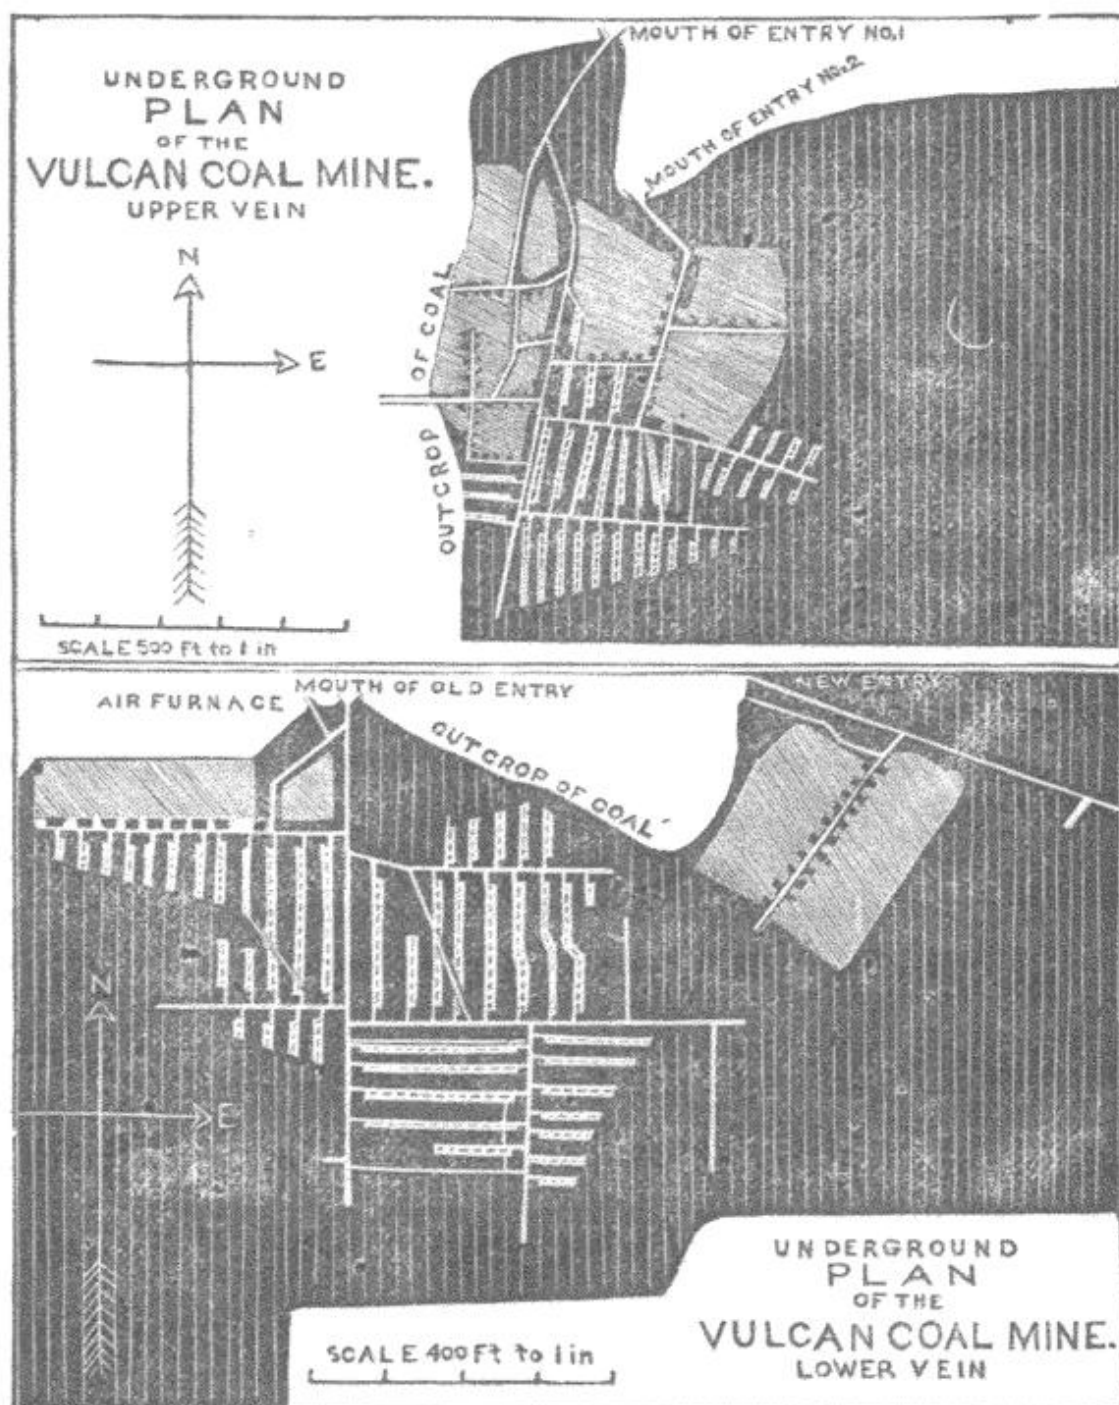 MOUTH OF ENTRY NO.1
MOUTH OF ENTRY NO.2
UNDERGROUND
PLAN
OF THE
VULCAN COAL MINE.
UPPER VEIN
N
E
OUTCROP OF COAL
SCALE 500 Ft to 1 in
AIR FURNACE
MOUTH OF OLD ENTRY
OUTCROP OF COAL
NEW ENTRY
N
E
SCALE 400 Ft to 1 in
UNDERGROUND
PLAN
OF THE
VULCAN COAL MINE.
LOWER VEIN